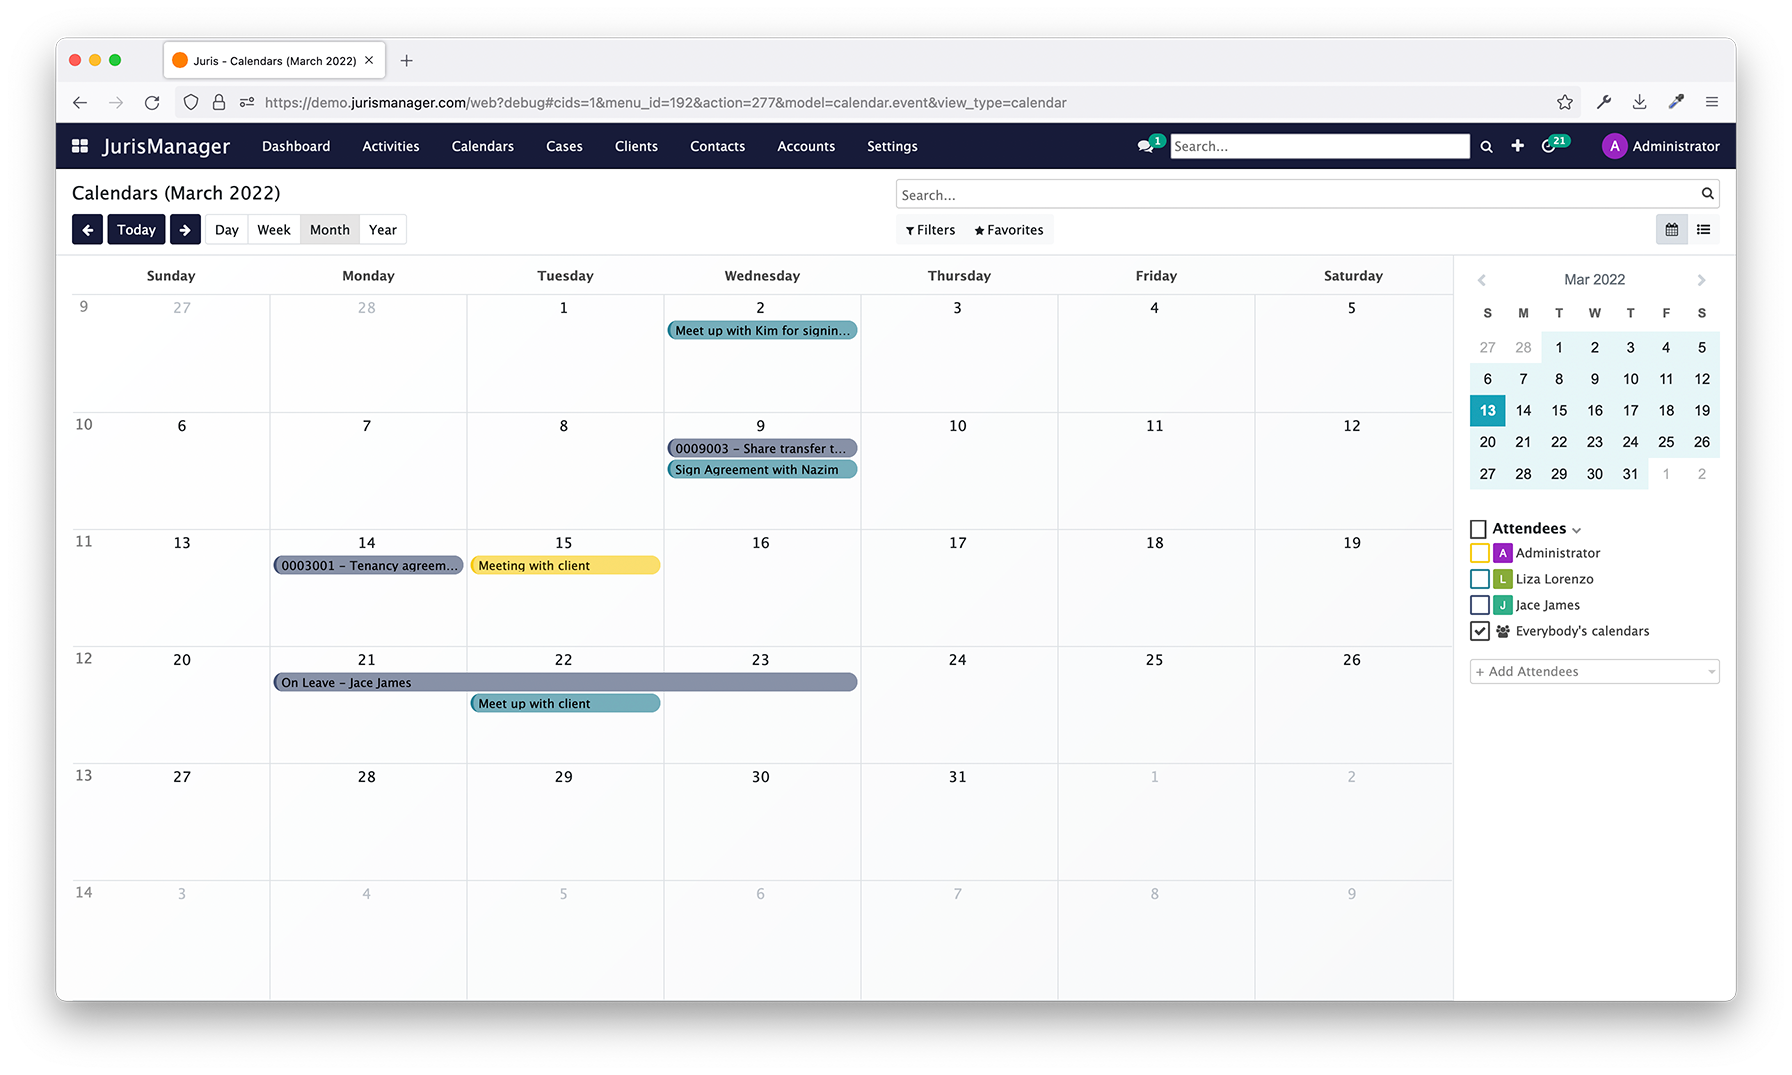 Juris - Calendars (March 2022)
https://demo.jurismanager.com/web?debug#cids=1&menu_id=192&action=277&model=calendar.event&view_type=calendar
JurisManager Dashboard Activities Calendars Cases Clients Contacts Accounts Settings 1 Search... 21 A Administrator
Calendars (March 2022)
Search...
Today Day Week Month Year
Filters Favorites
Sunday Monday Tuesday Wednesday Thursday Friday Saturday
9 27 28 1 2 3 4 5
Meet up with Kim for signin...
10 6 7 8 9 10 11 12
0009003 – Share transfer t...
Sign Agreement with Nazim
11 13 14 15 16 17 18 19
0003001 – Tenancy agreem... Meeting with client
12 20 21 22 23 24 25 26
On Leave – Jace James
Meet up with client
13 27 28 29 30 31 1 2
14 3 4 5 6 7 8 9
Mar 2022
S M T W T F S
27 28 1 2 3 4 5
6 7 8 9 10 11 12
13 14 15 16 17 18 19
20 21 22 23 24 25 26
27 28 29 30 31 1 2
Attendees
A Administrator
L Liza Lorenzo
J Jace James
Everybody's calendars
+ Add Attendees